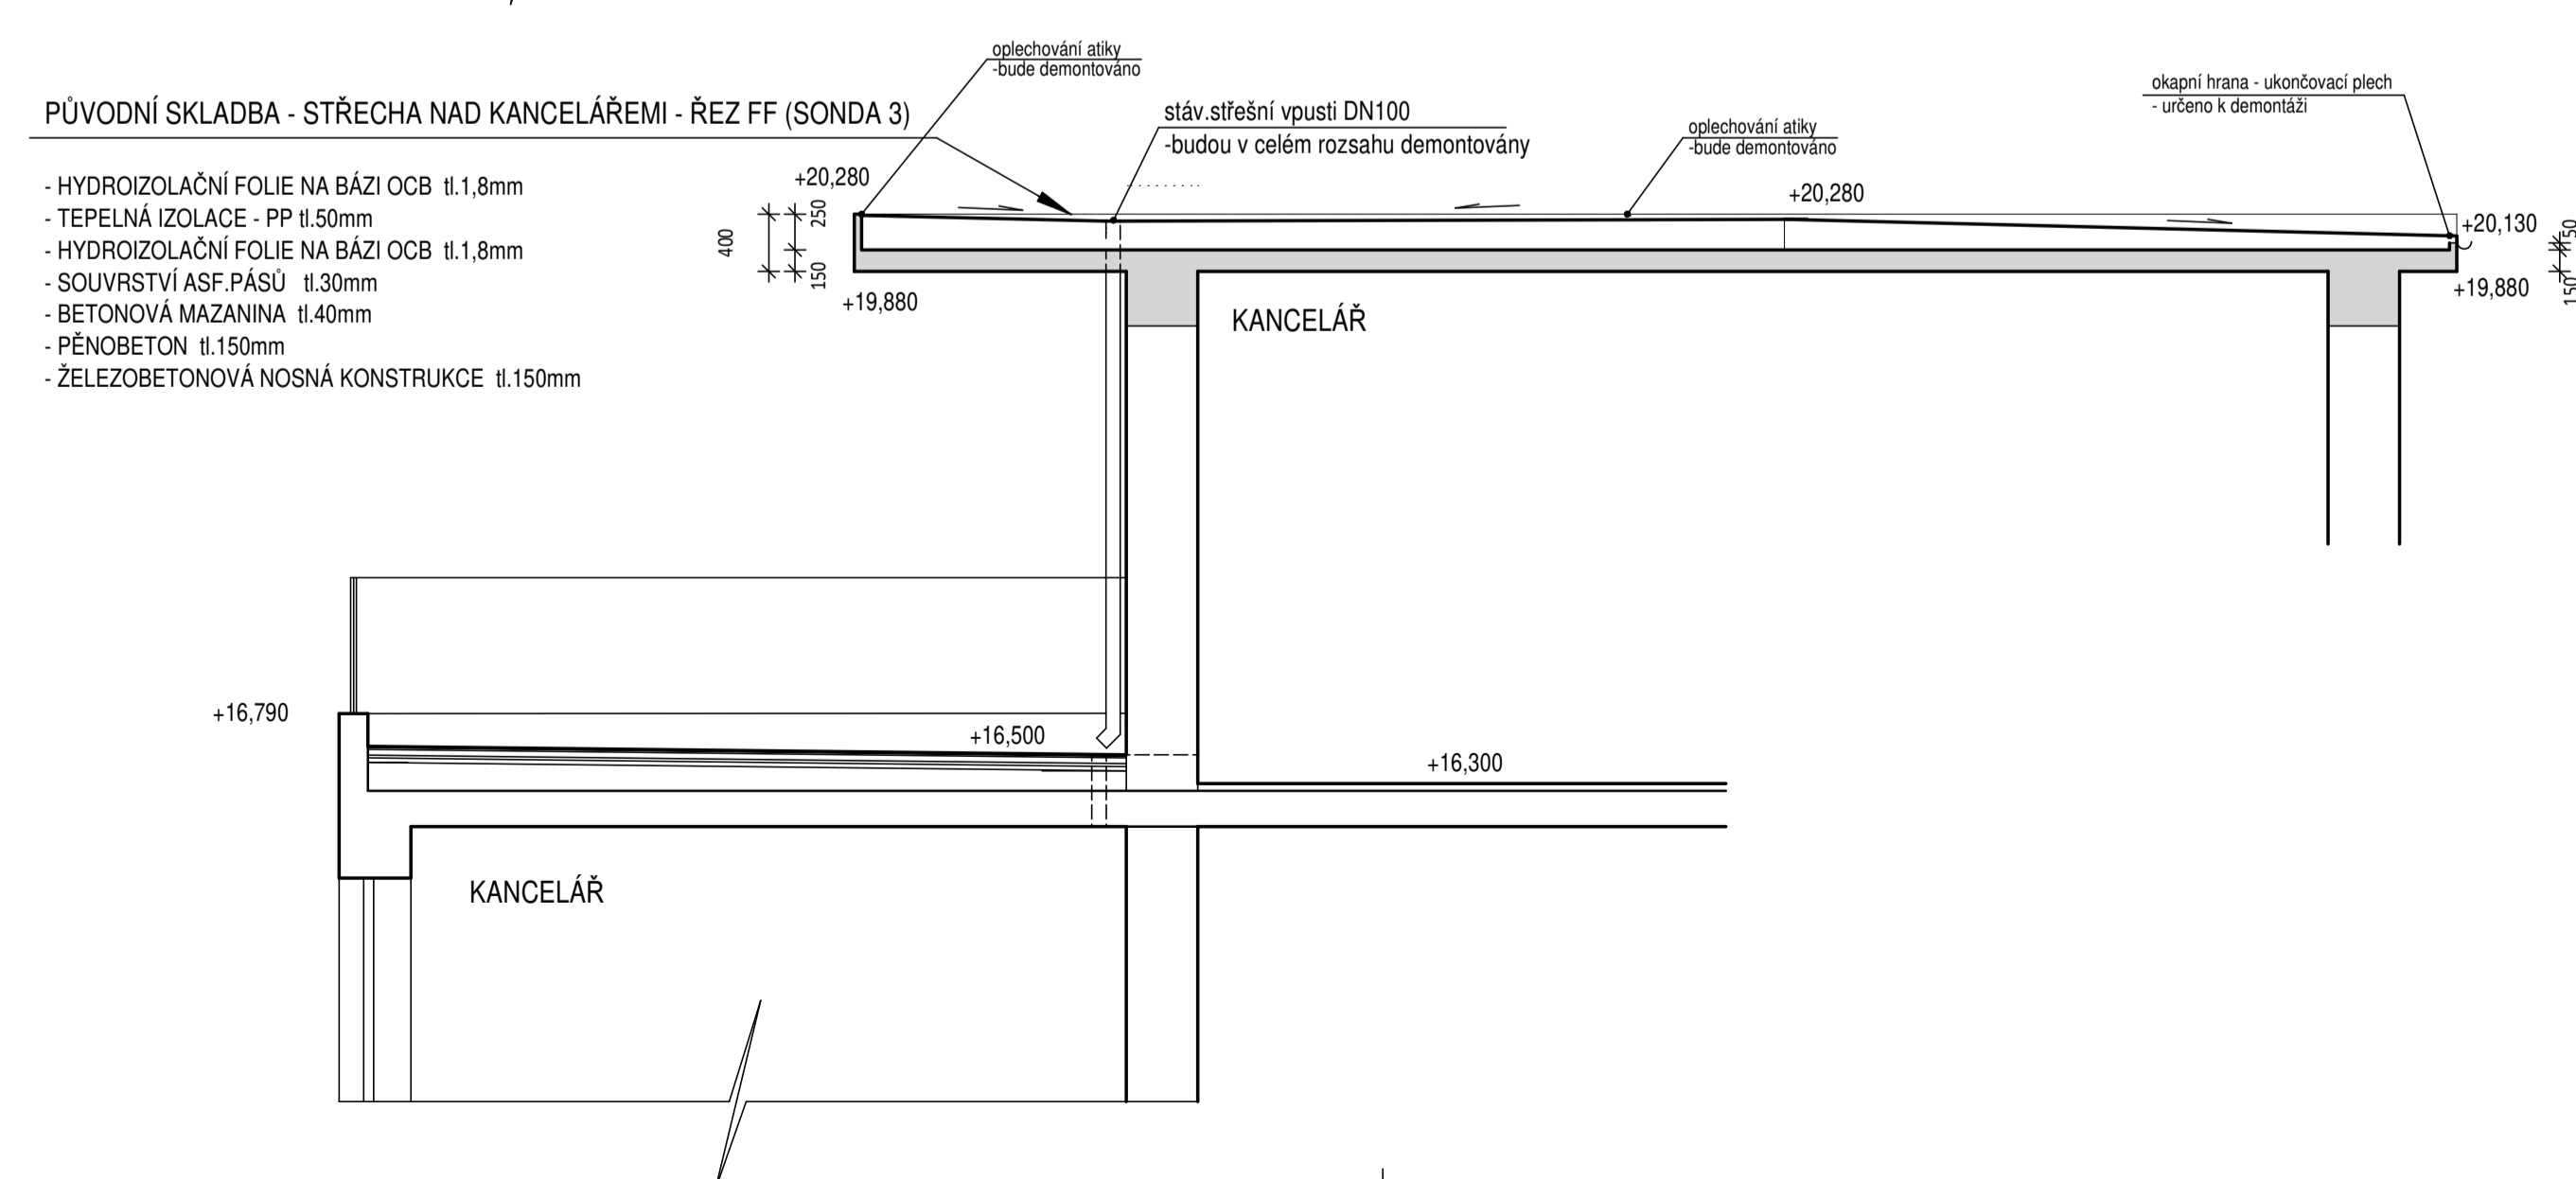 oplechování atiky
-bude demontováno
okapní hrana - ukončovací plech
- určeno k demontáži
PŮVODNÍ SKLADBA - STŘECHA NAD KANCELÁŘEMI - ŘEZ FF (SONDA 3)
stáv.střešní vpusti DN100
-budou v celém rozsahu demontovány
oplechování atiky
-bude demontováno
- HYDROIZOLAČNÍ FOLIE NA BÁZI OCB tl.1,8mm
- TEPELNÁ IZOLACE - PP tl.50mm
- HYDROIZOLAČNÍ FOLIE NA BÁZI OCB tl.1,8mm
- SOUVRSTVÍ ASF.PÁSŮ tl.30mm
- BETONOVÁ MAZANINA tl.40mm
- PĚNOBETON tl.150mm
- ŽELEZOBETONOVÁ NOSNÁ KONSTRUKCE tl.150mm
+20,280
+20,280
+20,130
400
250
150
50
150
+19,880
+19,880
KANCELÁŘ
+16,790
+16,500
+16,300
KANCELÁŘ